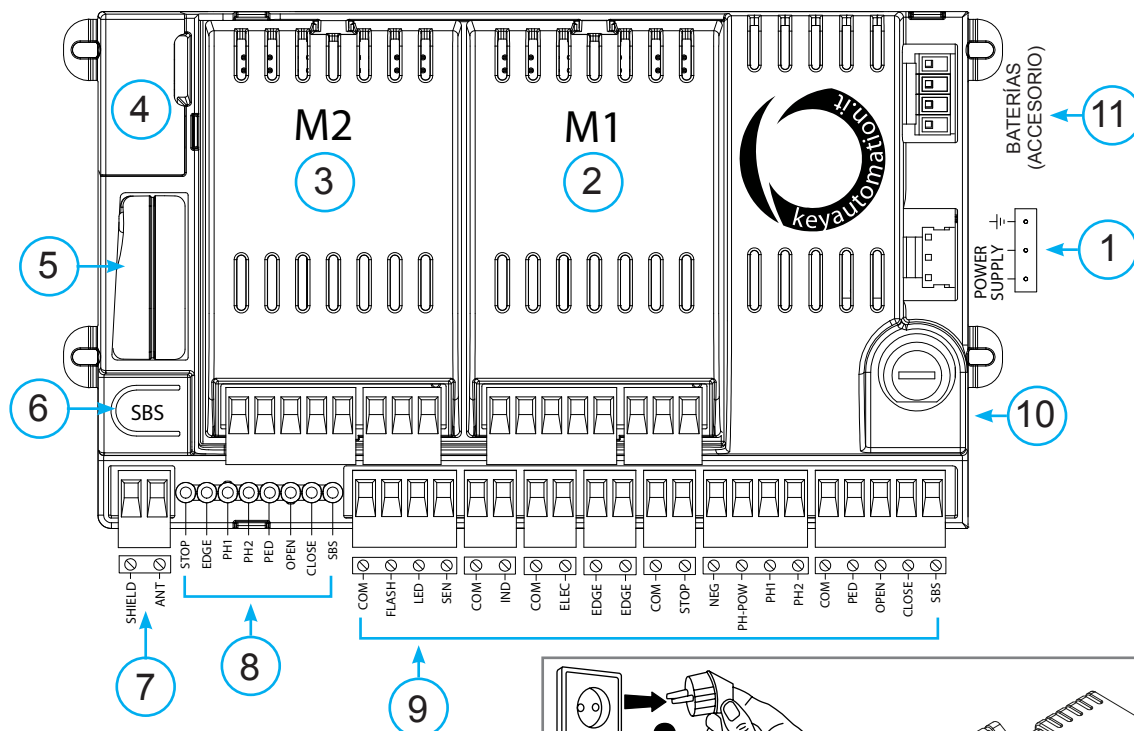 4
M2
3
M1
2
keyautomation.it
BATERÍAS
(ACCESORIO)
11
5
POWER
SUPPLY
1
6
SBS
10
SHIELD
ANT
STOP
EDGE
PH1
PH2
PED
OPEN
CLOSE
SBS
COM
FLASH
LED
SEN
COM
IND
COM
ELEC
EDGE
EDGE
COM
STOP
NEG
PH-POW
PH1
PH2
COM
PED
OPEN
CLOSE
SBS
7
8
9